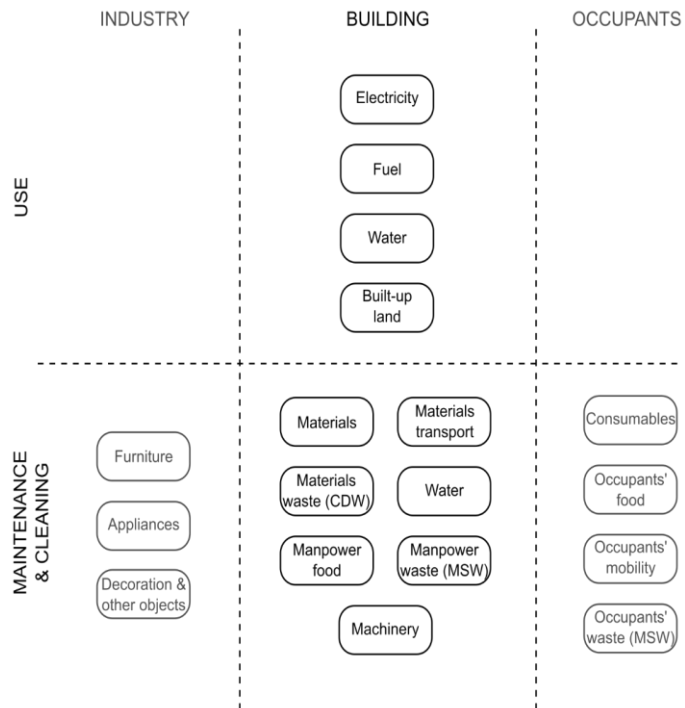 INDUSTRY
BUILDING
OCCUPANTS
USE
Electricity
Fuel
Water
Built-up
land
MAINTENANCE
& CLEANING
Furniture
Appliances
Decoration &
other objects
Materials
Materials
transport
Materials
waste (CDW)
Water
Manpower
food
Manpower
waste (MSW)
Machinery
Consumables
Occupants'
food
Occupants'
mobility
Occupants'
waste (MSW)